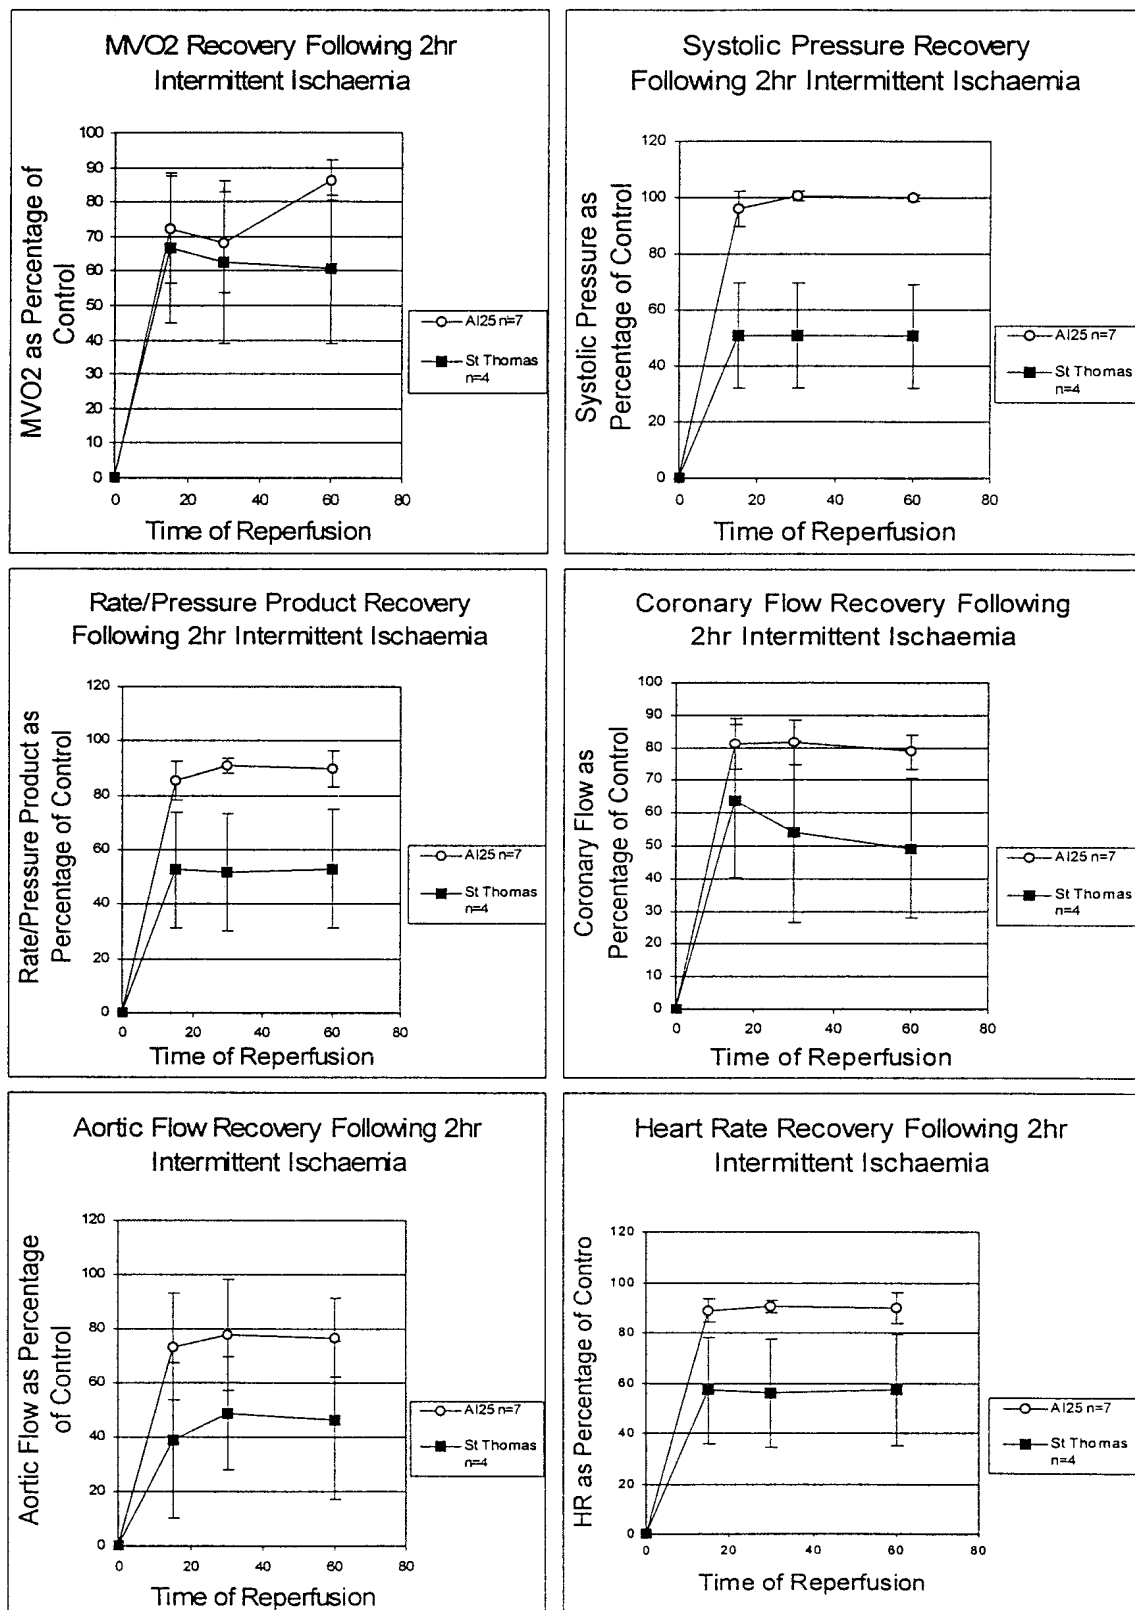 MVO2 Recovery Following 2hr
Intermittent Ischaemia
MVO2 as Percentage of
Control
100
90
80
70
60
50
40
30
20
10
0
0 20 40 60 80
Time of Reperfusion
AI25 n=7
St Thomas
n=4
Systolic Pressure Recovery
Following 2hr Intermittent Ischaemia
Systolic Pressure as
Percentage of Control
120
100
80
60
40
20
0
0 20 40 60 80
Time of Reperfusion
AI25 n=7
St Thomas
n=4
Rate/Pressure Product Recovery
Following 2hr Intermittent Ischaemia
Rate/Pressure Product as
Percentage of Control
120
100
80
60
40
20
0
0 20 40 60 80
Time of Reperfusion
AI25 n=7
St Thomas
n=4
Coronary Flow Recovery Following
2hr Intermittent Ischaemia
Coronary Flow as
Percentage of Control
100
90
80
70
60
50
40
30
20
10
0
0 20 40 60 80
Time of Reperfusion
AI25 n=7
St Thomas
n=4
Aortic Flow Recovery Following 2hr
Intermittent Ischaemia
Aortic Flow as Percentage
of Control
120
100
80
60
40
20
0
0 20 40 60 80
Time of Reperfusion
AI25 n=7
St Thomas
n=4
Heart Rate Recovery Following 2hr
Intermittent Ischaemia
HR as Percentage of Contro
120
100
80
60
40
20
0
0 20 40 60 80
Time of Reperfusion
AI25 n=7
St Thomas
n=4